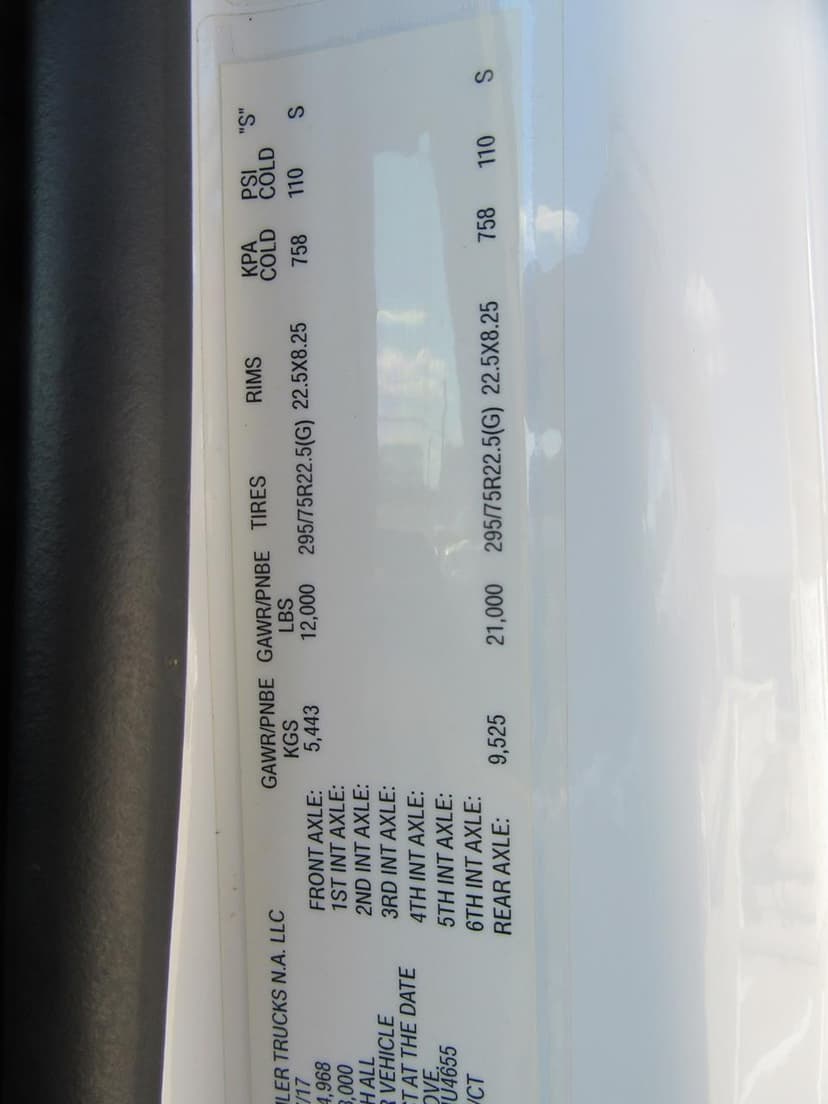 LER TRUCKS N.A. LLC
/17
4,968
3,000
H ALL
R VEHICLE
T AT THE DATE
OVE.
U4655
/CT
GAWR/PNBE GAWR/PNBE TIRES RIMS KPA PSI "S"
KGS LBS COLD COLD
FRONT AXLE: 5,443 12,000 295/75R22.5(G) 22.5X8.25 758 110 S
1ST INT AXLE:
2ND INT AXLE:
3RD INT AXLE:
4TH INT AXLE:
5TH INT AXLE:
6TH INT AXLE:
REAR AXLE: 9,525 21,000 295/75R22.5(G) 22.5X8.25 758 110 S